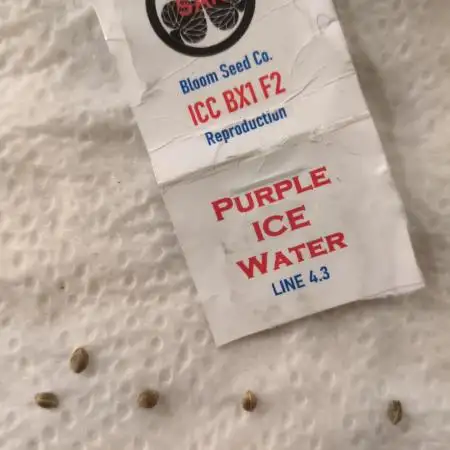 Bloom Seed Co.
ICC BX1 F2
Reproduction
PURPLE
ICE
WATER
LINE 4.3